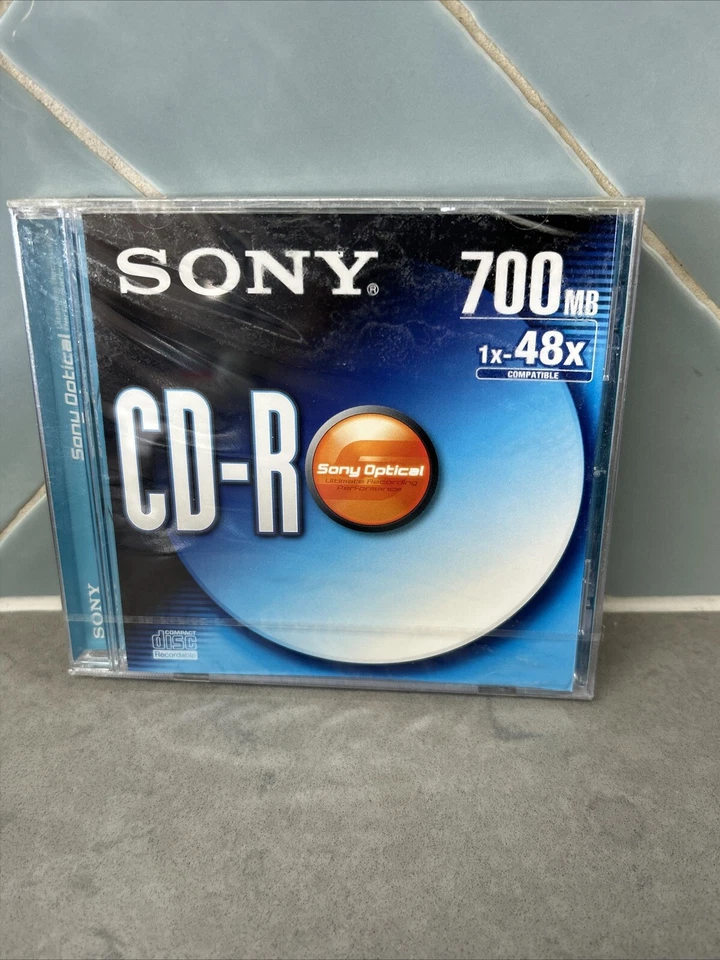 SONY®
700MB
1x-48x
COMPATIBLE
CD-R
Sony Optical
Ultimate Recording
Performance
COMPACT
disc
Recordable
Sony Optical
SONY